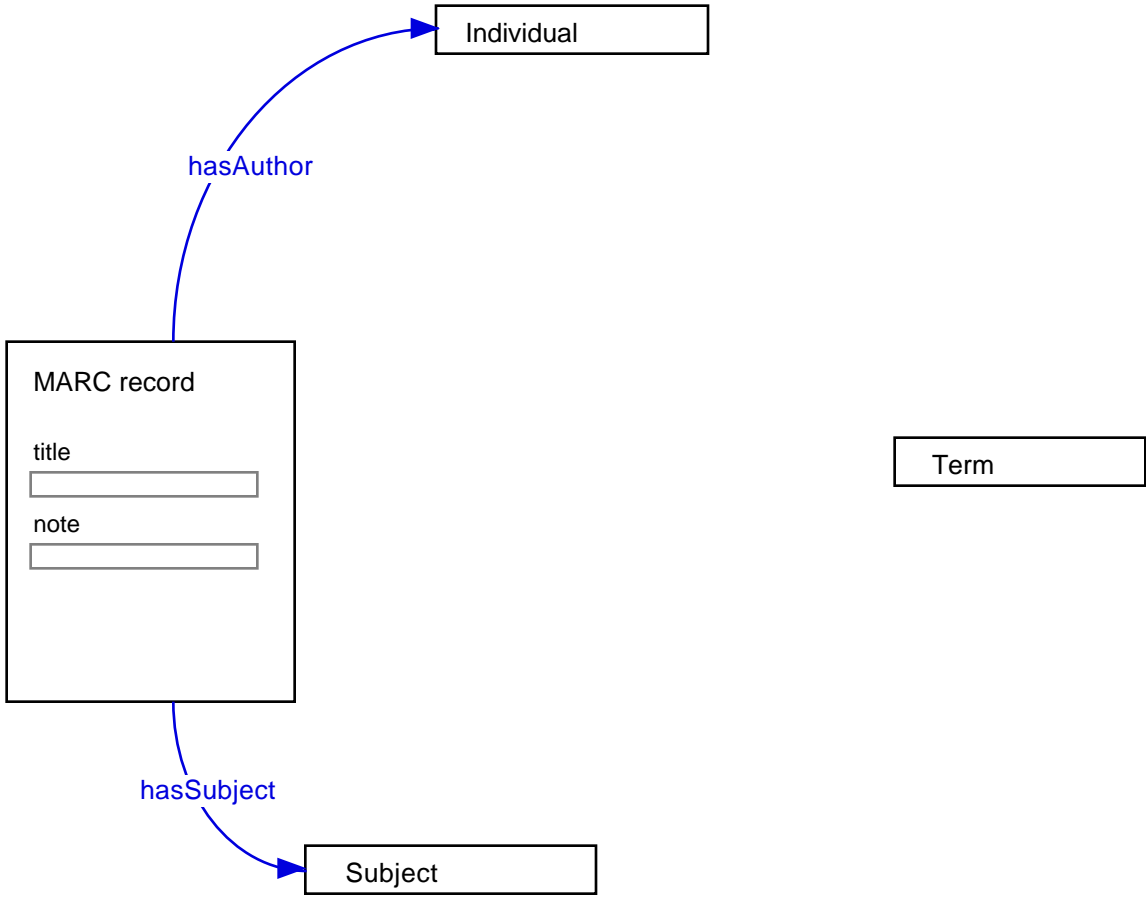 Individual
hasAuthor
MARC record
title
note
Term
hasSubject
Subject